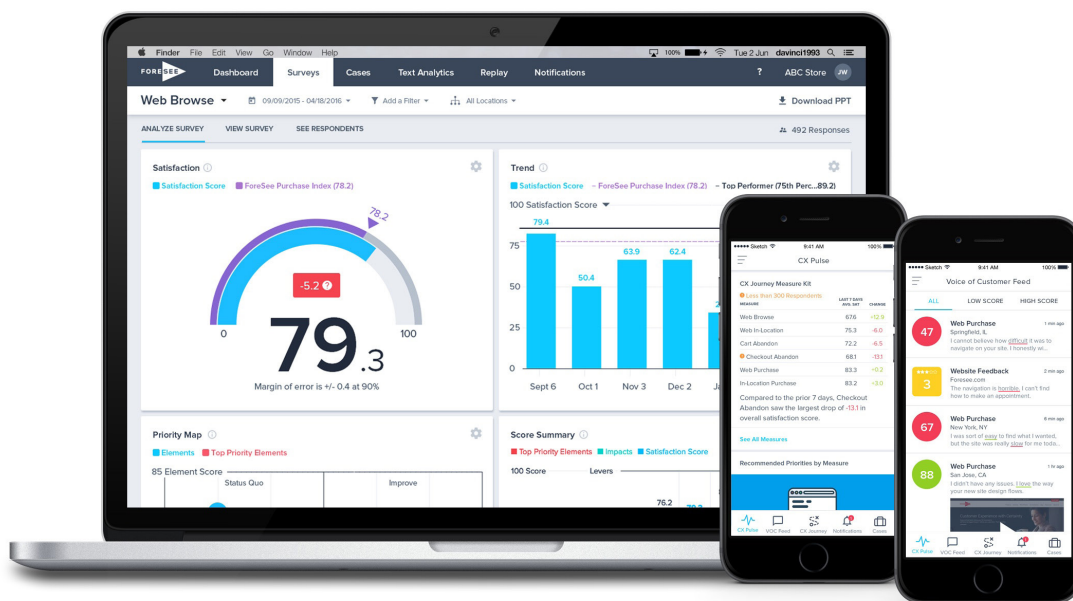 Finder File Edit View Go Window Help 100% Tue 2 Jun davinci1993
FORESEE Dashboard Surveys Cases Text Analytics Replay Notifications ? ABC Store JW
Web Browse 09/09/2015 - 04/18/2016 Add a Filter All Locations Download PPT
ANALYZE SURVEY VIEW SURVEY SEE RESPONDENTS 492 Responses
Satisfaction
Satisfaction Score ForeSee Purchase Index (78.2)
78.2
-5.2 ?
0 79.3 100
Margin of error is +/- 0.4 at 90%
Trend
Satisfaction Score – ForeSee Purchase Index (78.2) – Top Performer (75th Perc...89.2)
100 Satisfaction Score
79.4
75
63.9 62.4
50.4
50
25
0
Sept 6 Oct 1 Nov 3 Dec 2
Priority Map
Elements Top Priority Elements
85 Element Score
Status Quo Improve
Score Summary
Top Priority Elements Impacts Satisfaction Score
100 Score Levers
76.2
Sketch 9:41 AM 100%
CX Pulse
CX Journey Measure Kit
Less than 300 Respondents
MEASURE LAST 7 DAYS AVG. SAT CHANGE
Web Browse 67.6 +12.9
Web In-Location 75.3 -6.0
Cart Abandon 72.2 -6.5
Checkout Abandon 68.1 -13.1
Web Purchase 83.3 +0.2
In-Location Purchase 83.2 +3.0
Compared to the prior 7 days, Checkout
Abandon saw the largest drop of -13.1 in
overall satisfaction score.
See All Measures
Recommended Priorities by Measure
CX Pulse VOC Feed CX Journey Notifications Cases
Sketch 9:41 AM 100%
Voice of Customer Feed
ALL LOW SCORE HIGH SCORE
47
Web Purchase 1 min ago
Springfield, IL
I cannot believe how difficult it was to
navigate on your site. I honestly wi...
3
Website Feedback 2 min ago
Foresee.com
The navigation is horrible. I can't find
how to make an appointment.
67
Web Purchase 6 min ago
New York, NY
I was sort of easy to find what I wanted,
but the site was really slow for me toda...
88
Web Purchase 1 hr ago
San Jose, CA
I didn't have any issues. I love the way
your new site design flows.
CX Pulse VOC Feed CX Journey Notifications Cases